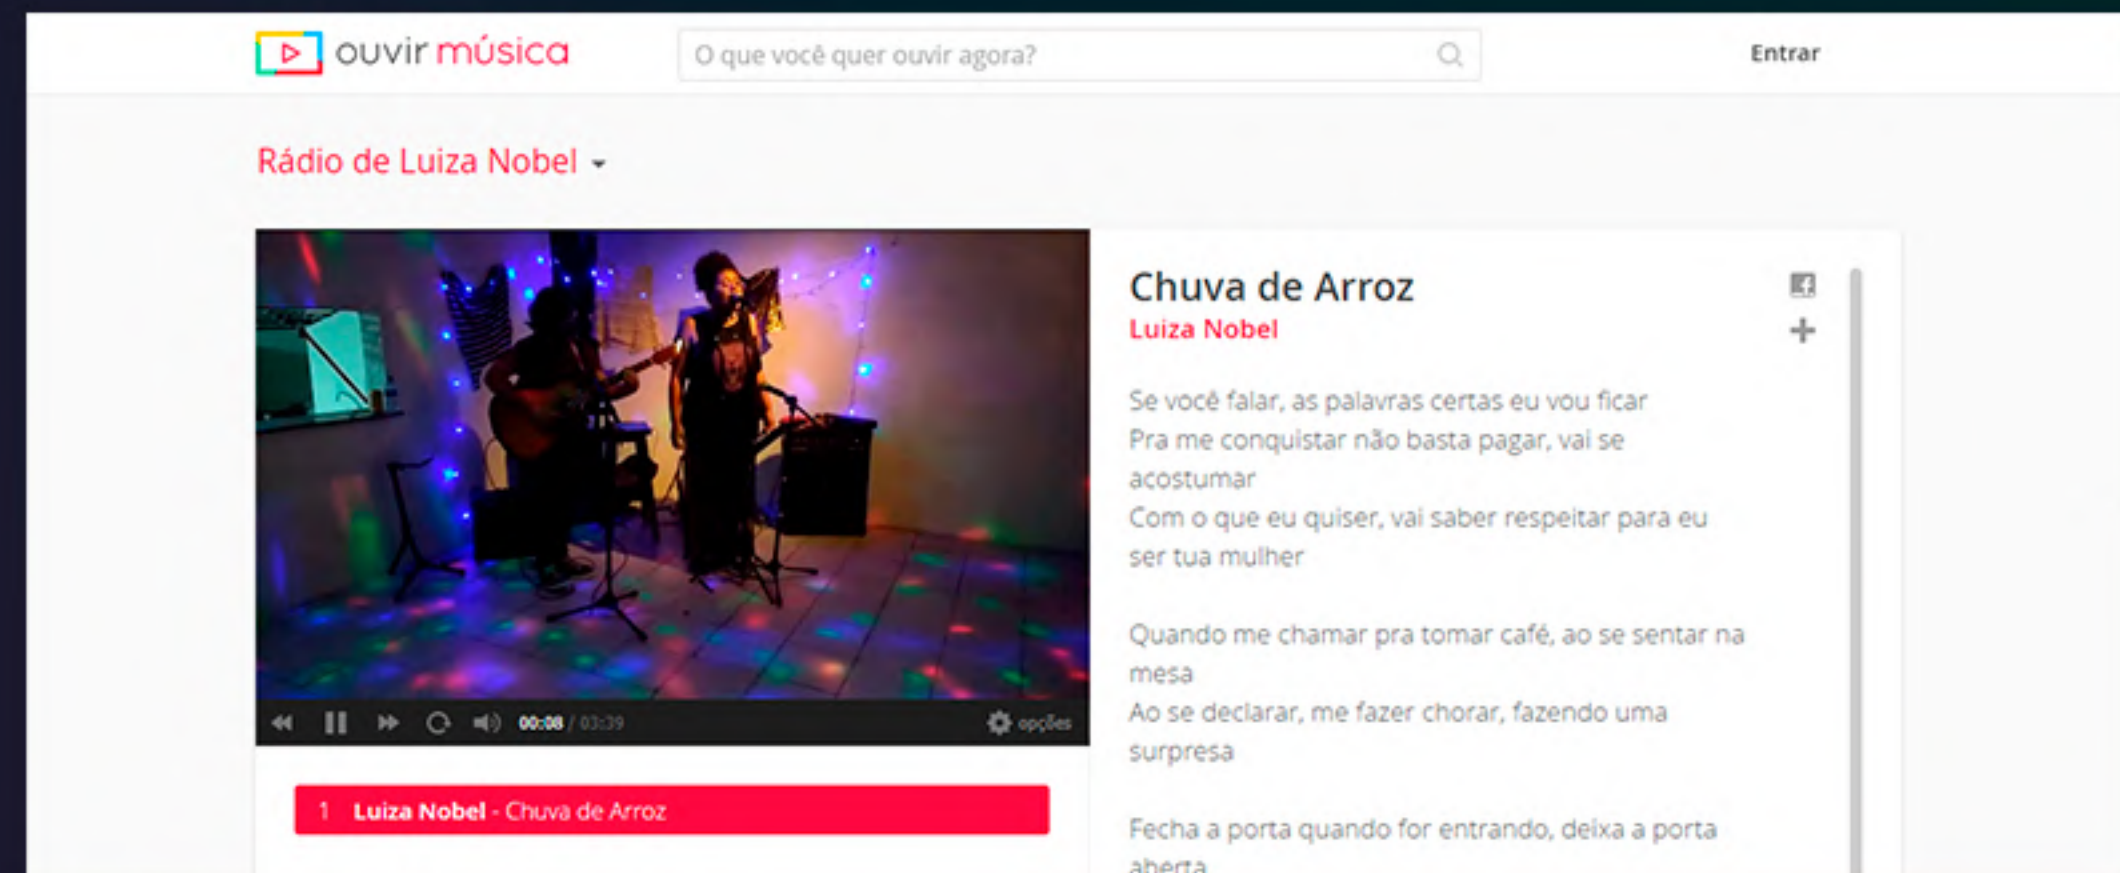 ouvir música
O que você quer ouvir agora?
Entrar
Rádio de Luiza Nobel
Chuva de Arroz
Luiza Nobel
Se você falar, as palavras certas eu vou ficar
Pra me conquistar não basta pagar, vai se
acostumar
Com o que eu quiser, vai saber respeitar para eu
ser tua mulher
Quando me chamar pra tomar café, ao se sentar na
mesa
Ao se declarar, me fazer chorar, fazendo uma
surpresa
Fecha a porta quando for entrando, deixa a porta
aberta
00:08 / 03:39
opções
1 Luiza Nobel - Chuva de Arroz